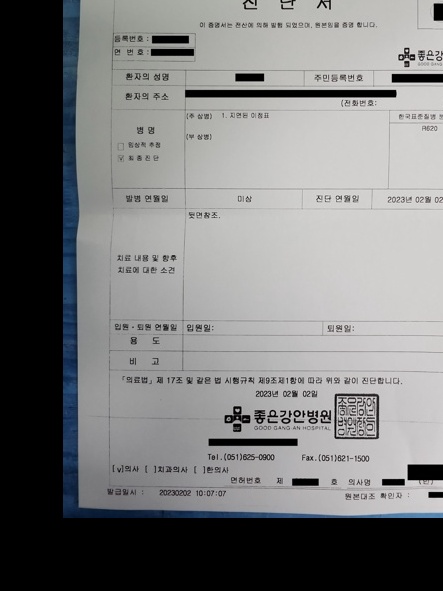 진 단 서
이 증명서는 전산에 의해 발행 되었으며, 원본임을 증명 합니다.
등록번호 :
연 번호 :
좋은강안
환자의 성명 주민등록번호
환자의 주소
(전화번호:
병 명
☐ 임상적 추정
☑ 최 종 진 단
(주 상병) 1. 지연된 이정표
(부 상병)
한국표준질병
R620
발병 연월일 미상 진단 연월일 2023년 02월 02
치료 내용 및 향후
치료에 대한 소견
뒷면참조.
입원·퇴원 연월일 입원일: 퇴원일:
용 도
비 고
「의료법」제 17조 및 같은 법 시행규칙 제9조제1항에 따라 위와 같이 진단합니다.
2023년 02월 02일
좋은강안병원
GOOD GANG-AN HOSPITAL
Tel.(051)625-0900 Fax.(051)621-1500
[v]의사 [ ]치과의사 [ ]한의사
면허번호 제 호 의사명 (인)
발급일시 : 20230202 10:07:07 원본대조 확인자 :